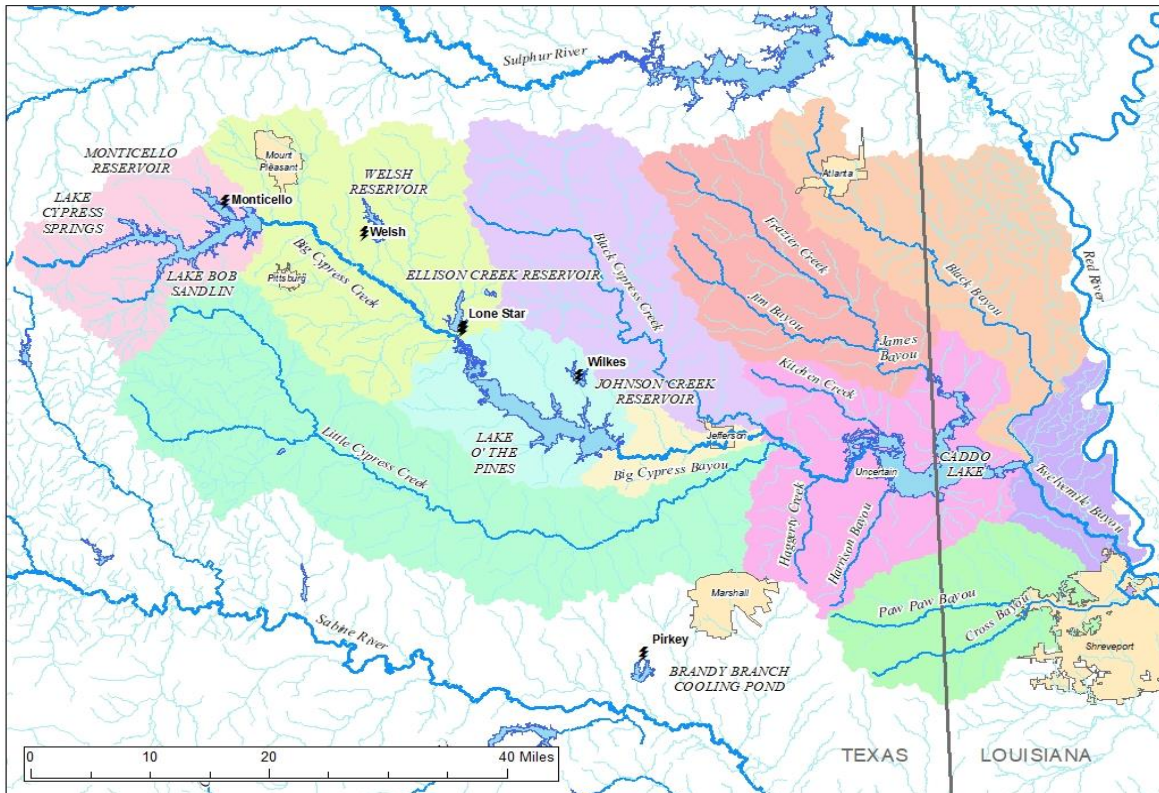 Sulphur River
MONTICELLO
RESERVOIR
Mount
Pleasant
WELSH
RESERVOIR
Atlanta
LAKE
CYPRESS
SPRINGS
Monticello
Welsh
Big Cypress Creek
Black Cypress Creek
Frazier Creek
Black Bayou
Red River
LAKE BOB
SANDLIN
Pittsburg
ELLISON CREEK RESERVOIR
Lone Star
Jim Bayou
James
Bayou
Wilkes
JOHNSON CREEK
RESERVOIR
Kitchen Creek
LAKE
O' THE
PINES
Jefferson
Big Cypress Bayou
Little Cypress Creek
Uncertain
CADDO
LAKE
Twelvemile Bayou
Haggerty Creek
Harrison Bayou
Marshall
Paw Paw Bayou
Cross Bayou
Shreveport
Sabine River
Pirkey
BRANDY BRANCH
COOLING POND
0 10 20 40 Miles
TEXAS
LOUISIANA